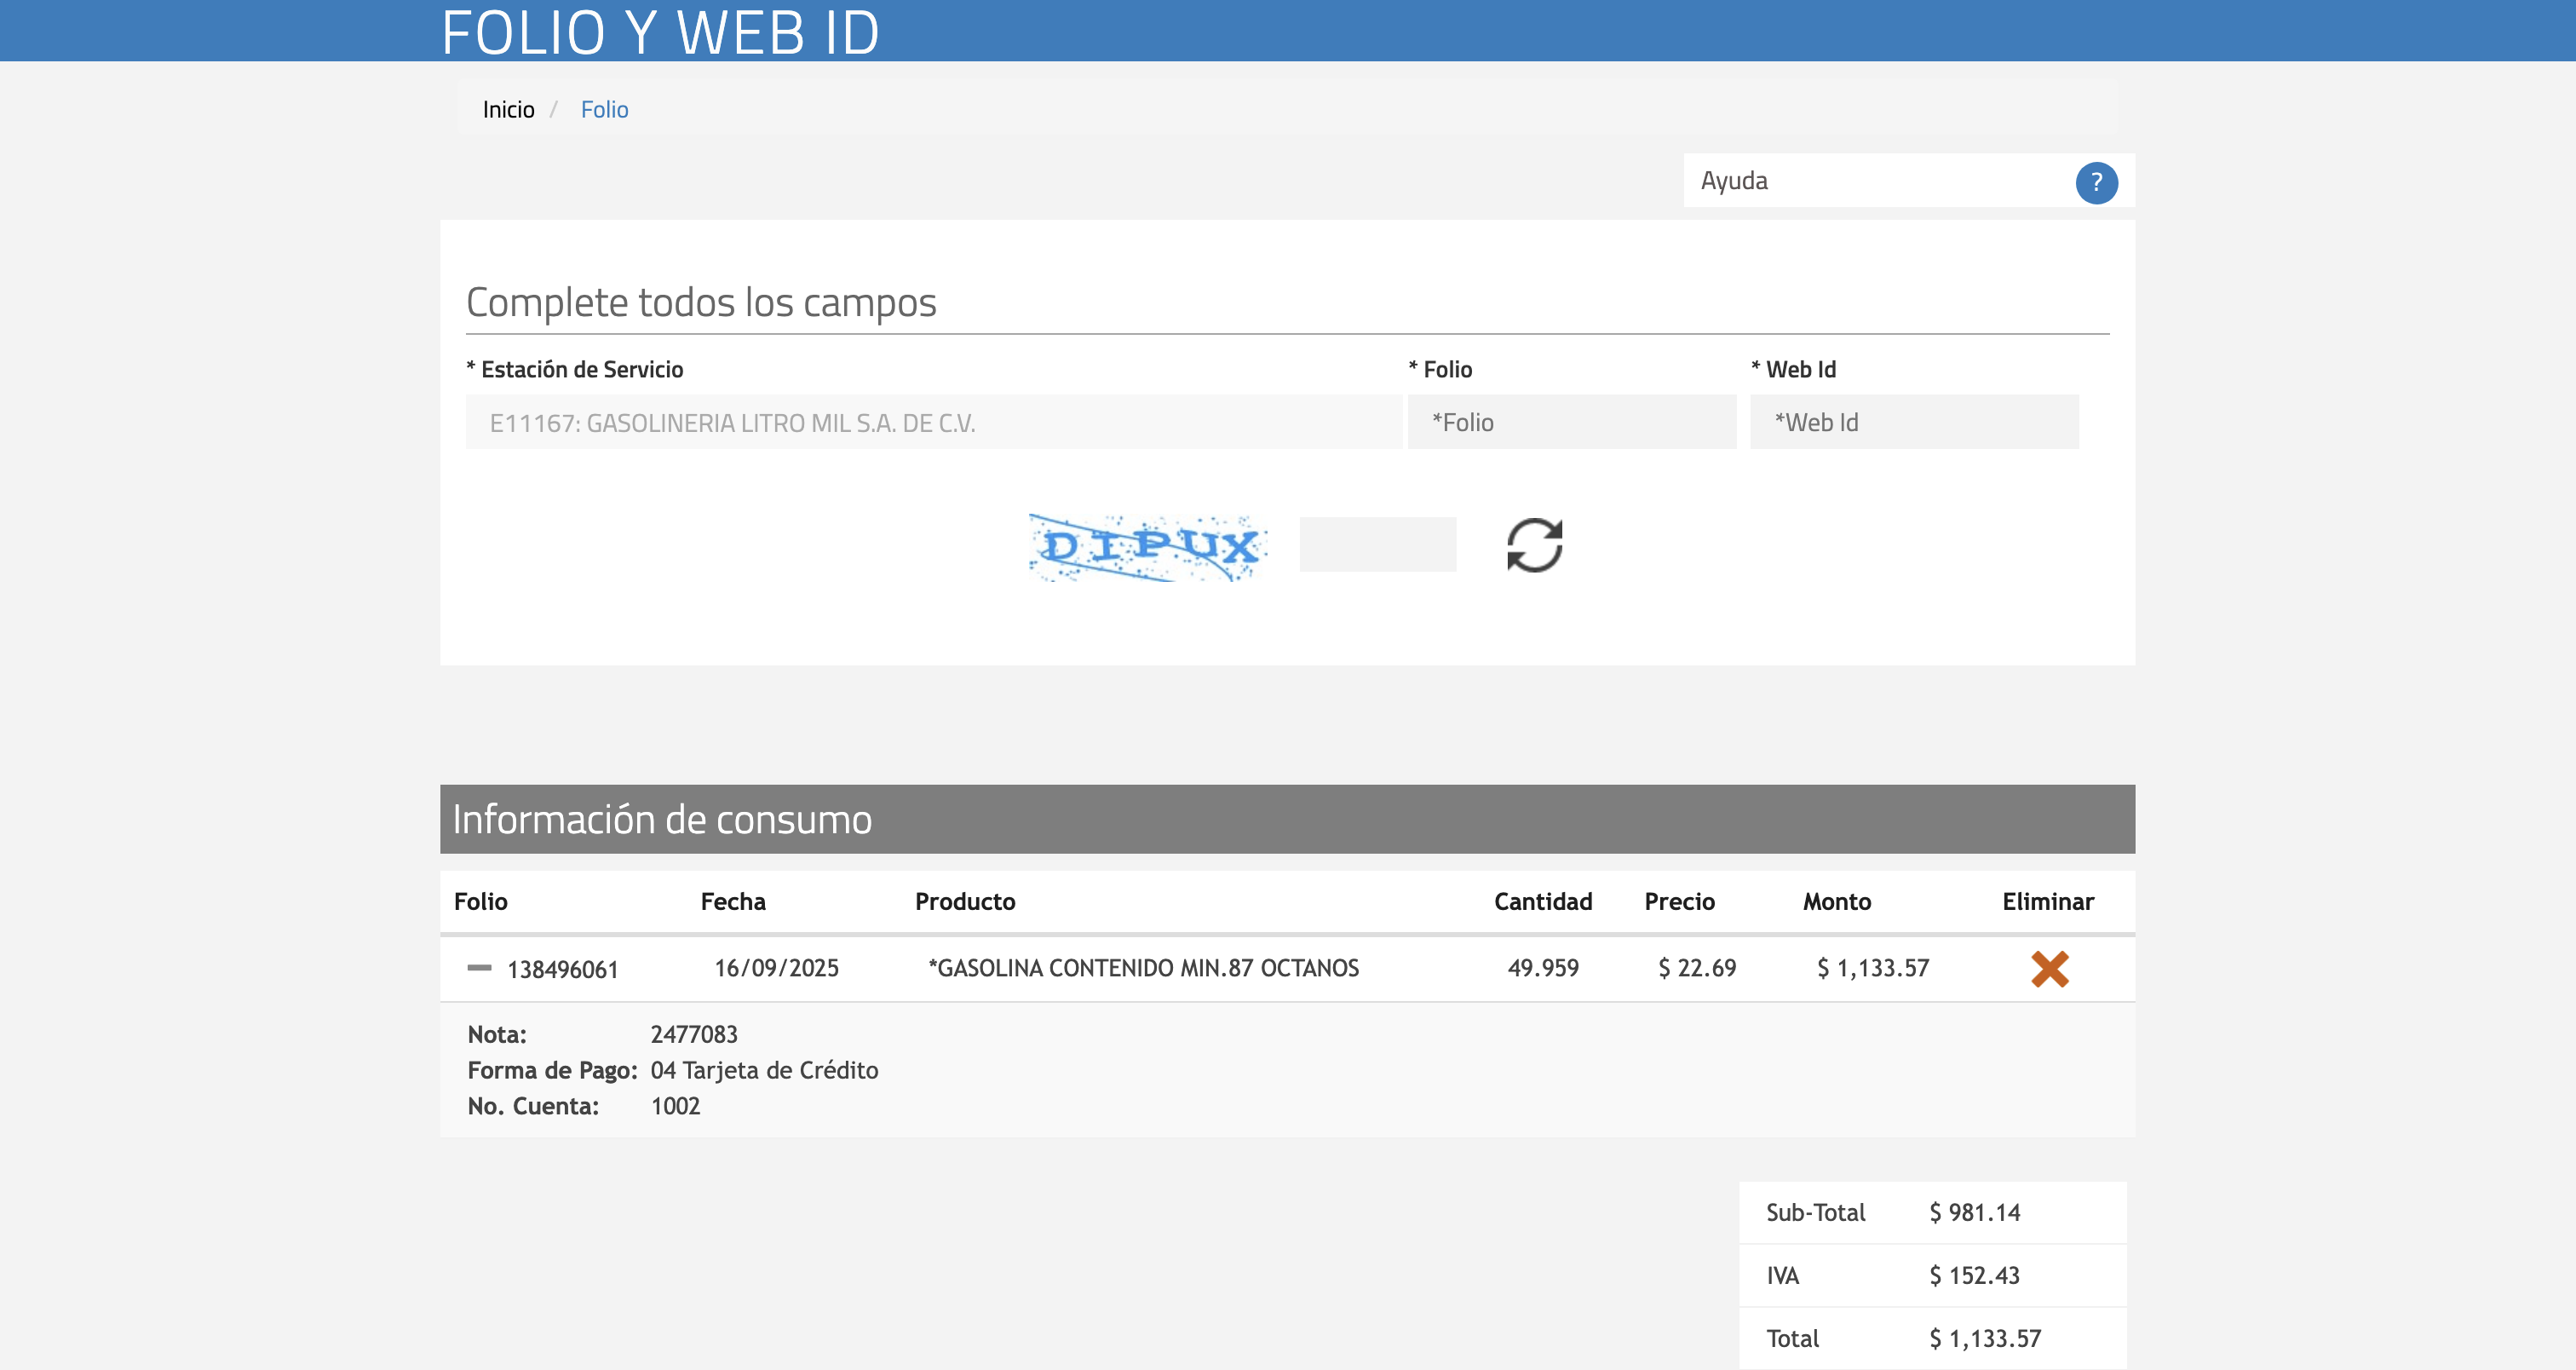 FOLIO Y WEB ID
Inicio / Folio
Ayuda ?
Complete todos los campos
* Estación de Servicio * Folio * Web Id
E11167: GASOLINERIA LITRO MIL S.A. DE C.V. *Folio *Web Id
DIPUX
Información de consumo
Folio Fecha Producto Cantidad Precio Monto Eliminar
138496061 16/09/2025 *GASOLINA CONTENIDO MIN.87 OCTANOS 49.959 $ 22.69 $ 1,133.57
Nota: 2477083
Forma de Pago: 04 Tarjeta de Crédito
No. Cuenta: 1002
Sub-Total $ 981.14
IVA $ 152.43
Total $ 1,133.57